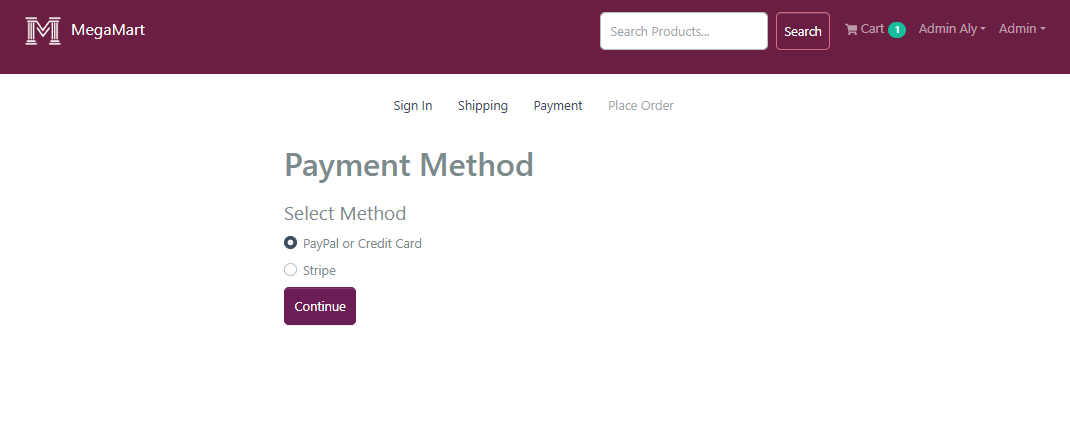 M MegaMart Search Products... Search Cart 1 Admin Aly Admin
Sign In Shipping Payment Place Order
Payment Method
Select Method
PayPal or Credit Card
Stripe
Continue